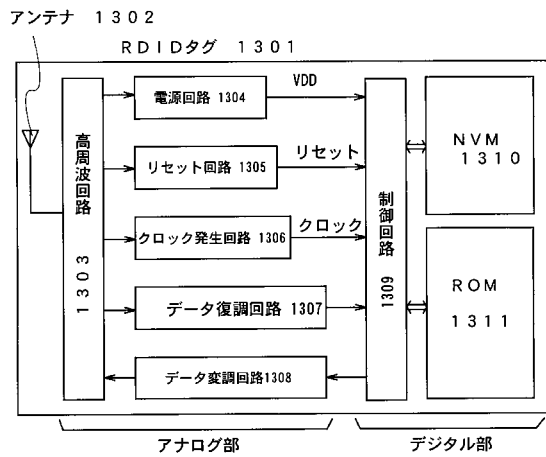 アンテナ 1302
RDIDタグ 1301
電源回路 1304
VDD
リセット回路 1305
リセット
クロック発生回路 1306
クロック
データ復調回路 1307
データ変調回路1308
高周波回路 1303
制御回路 1309
NVM
1310
ROM
1311
アナログ部
デジタル部